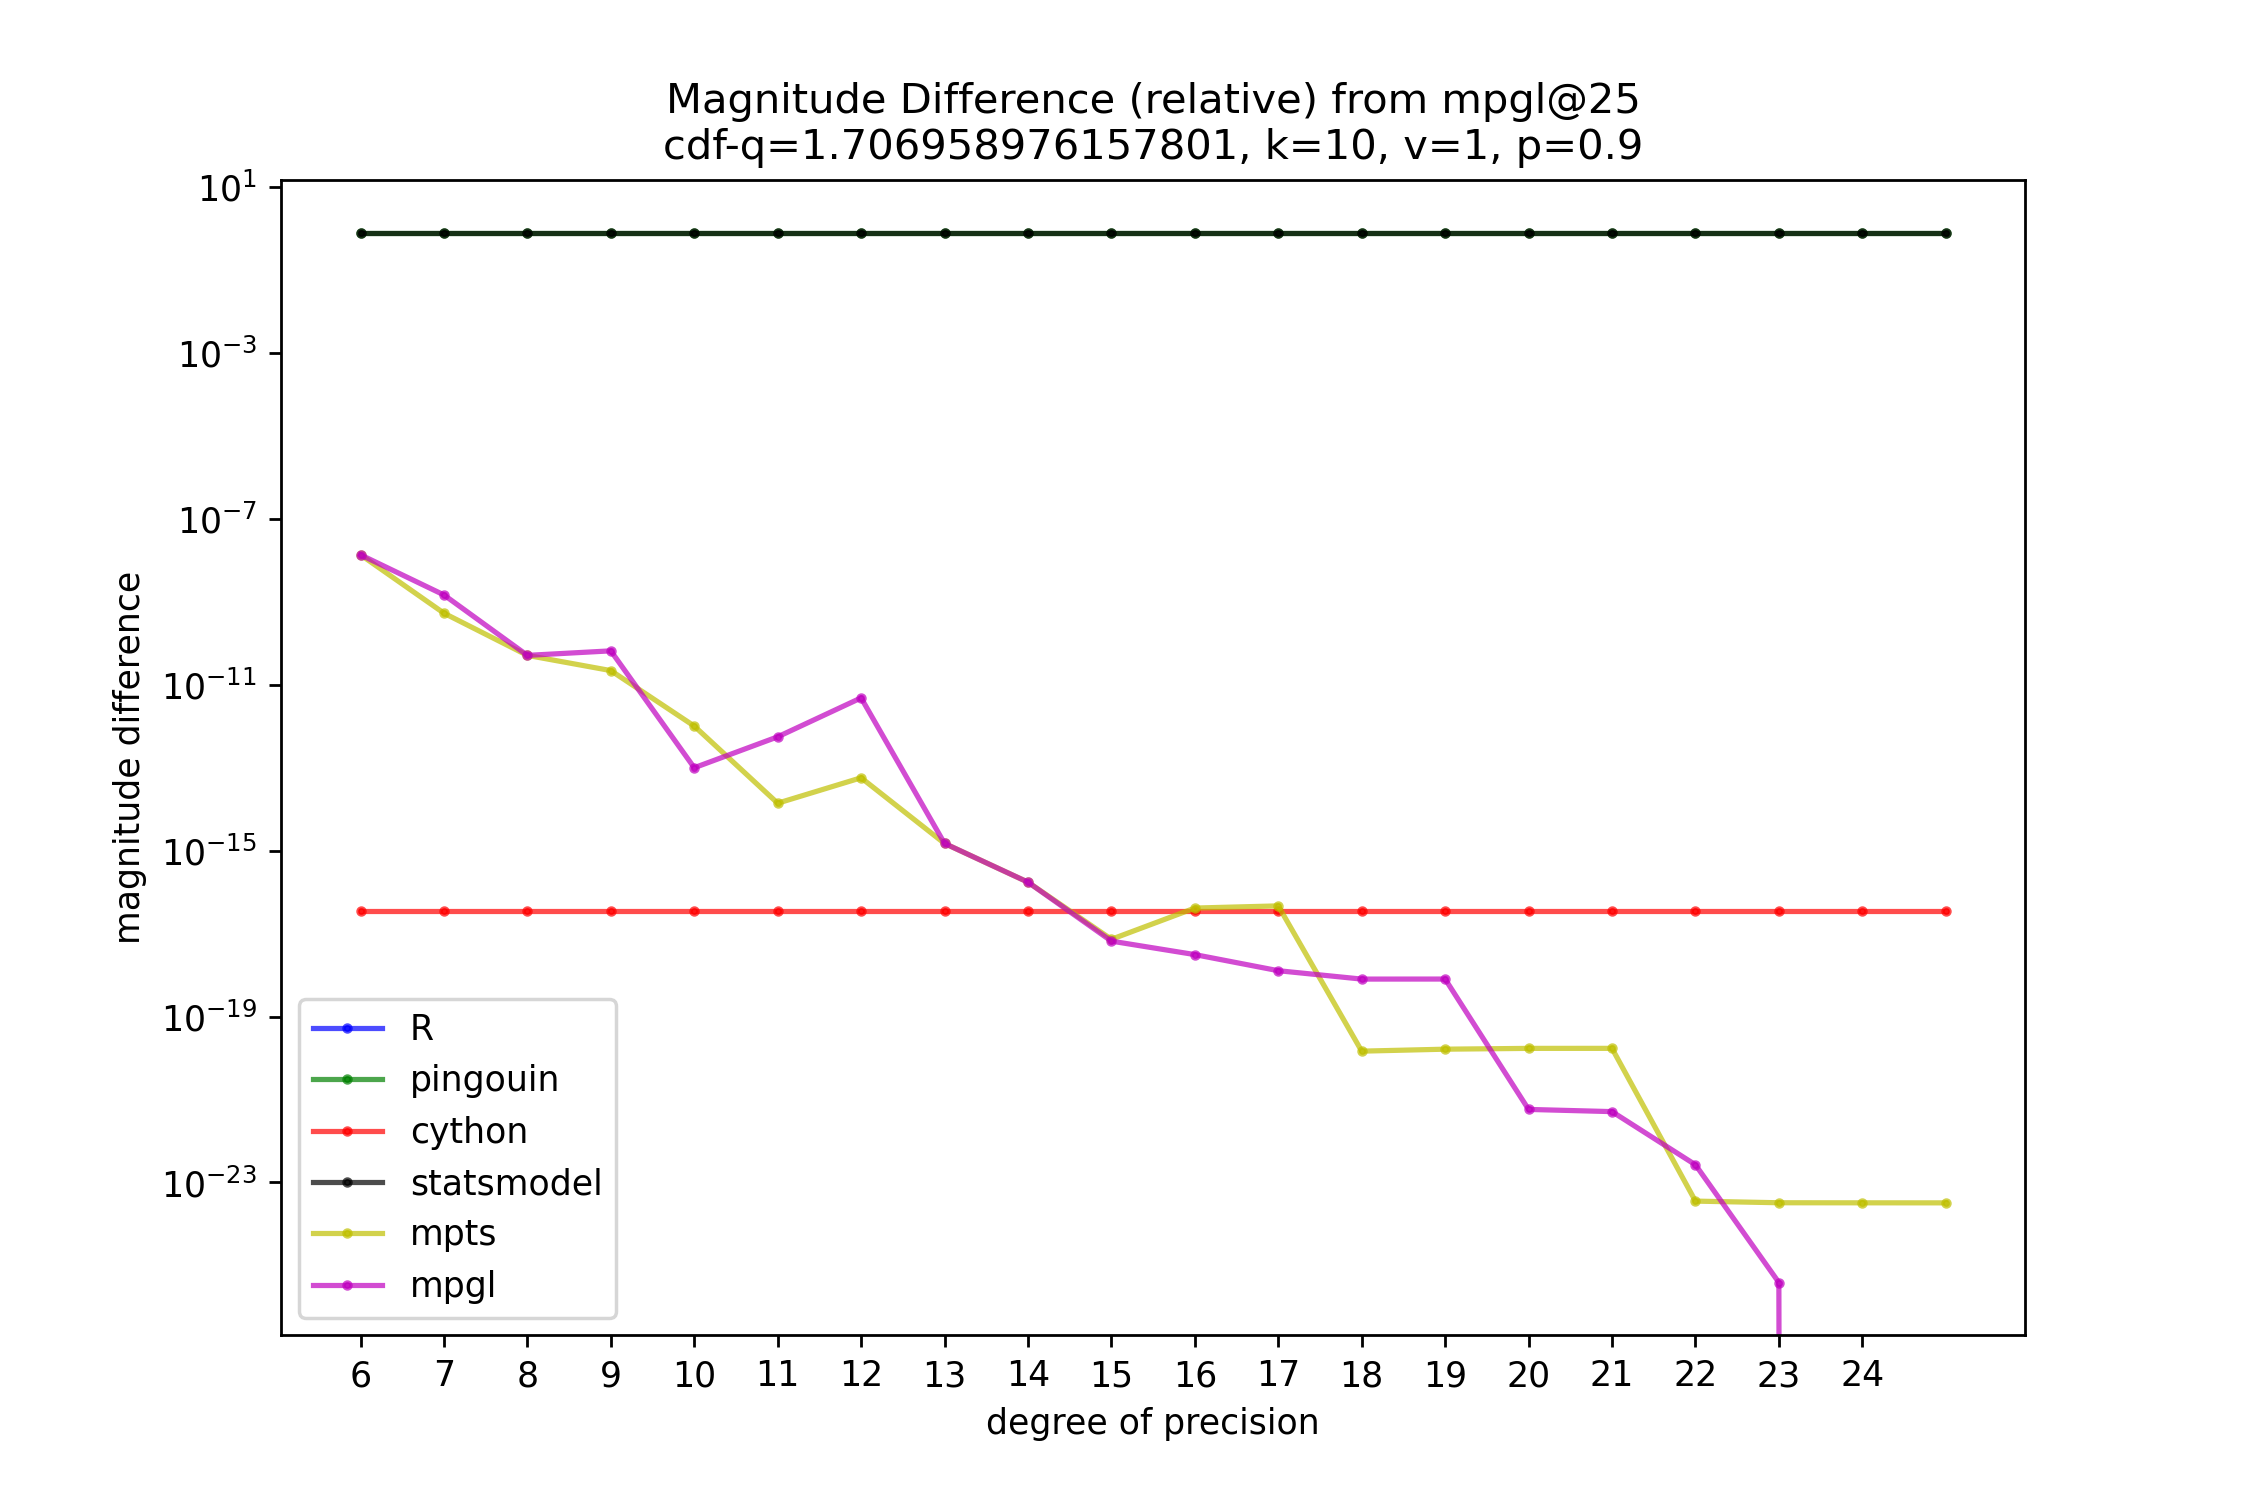 Magnitude Difference (relative) from mpgl@25
cdf-q=1.706958976157801, k=10, v=1, p=0.9
magnitude difference
10^1
10^−3
10^−7
10^−11
10^−15
10^−19
10^−23
R
pingouin
cython
statsmodel
mpts
mpgl
6 7 8 9 10 11 12 13 14 15 16 17 18 19 20 21 22 23 24
degree of precision